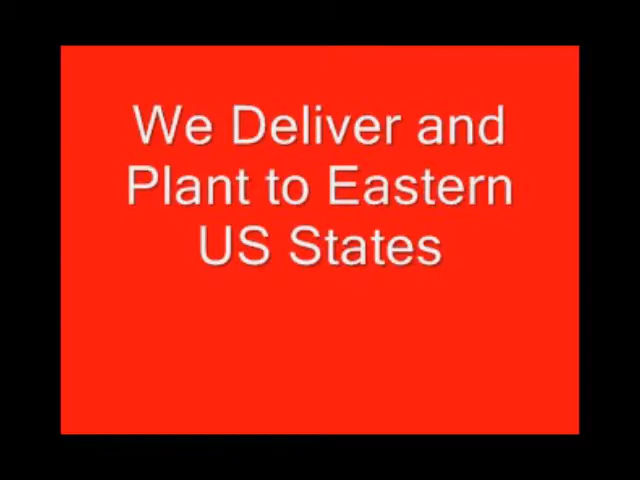 We Deliver and
Plant to Eastern
US States